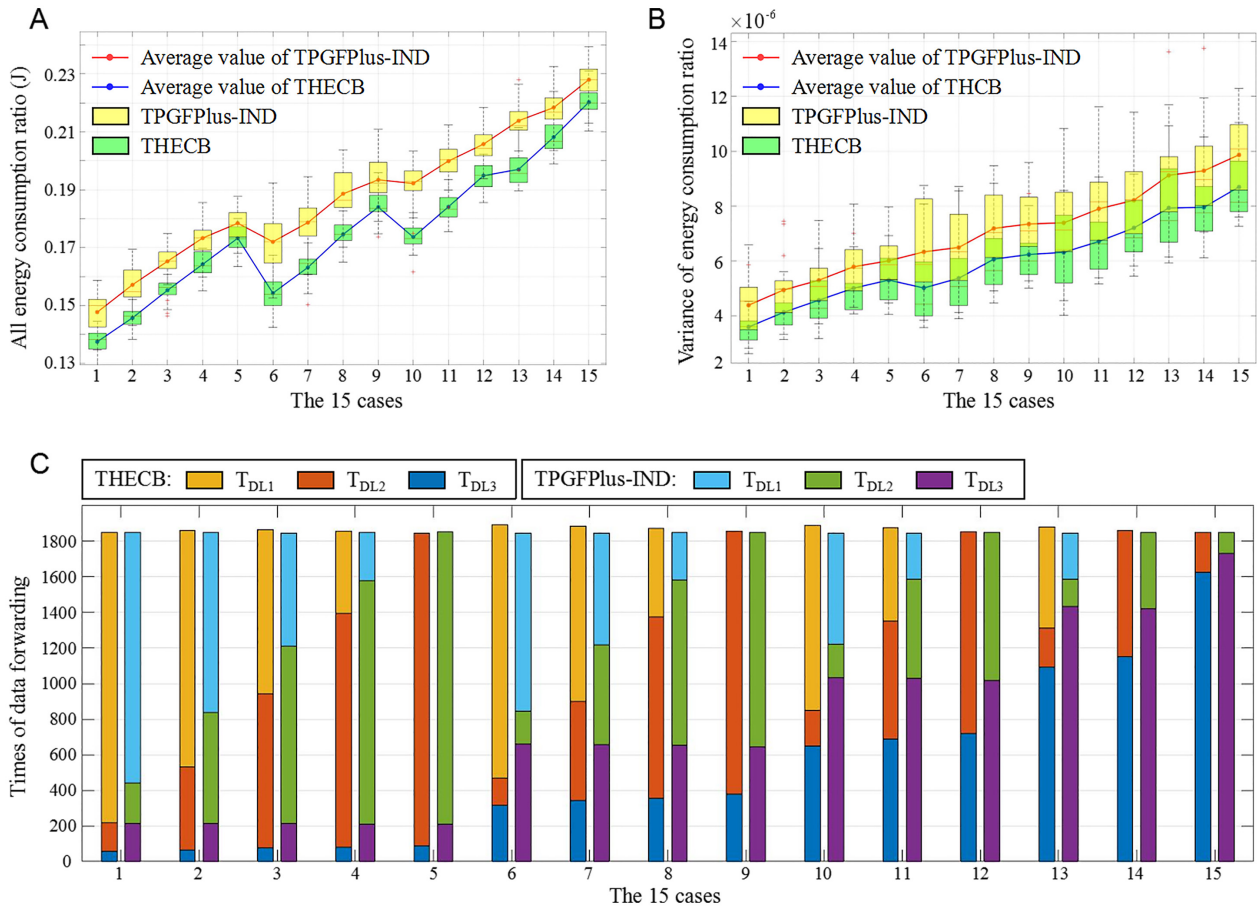 A
All energy consumption ratio (J)
Average value of TPGFPlus-IND
Average value of THECB
TPGFPlus-IND
THECB
0.23
0.21
0.19
0.17
0.15
0.13
1 2 3 4 5 6 7 8 9 10 11 12 13 14 15
The 15 cases
B
×10-6
Variance of energy consumption ratio
Average value of TPGFPlus-IND
Average value of THCB
TPGFPlus-IND
THECB
14
12
10
8
6
4
2
1 2 3 4 5 6 7 8 9 10 11 12 13 14 15
The 15 cases
C
THECB: TDL1 TDL2 TDL3
TPGFPlus-IND: TDL1 TDL2 TDL3
Times of data forwarding
1800
1600
1400
1200
1000
800
600
400
200
0
1 2 3 4 5 6 7 8 9 10 11 12 13 14 15
The 15 cases